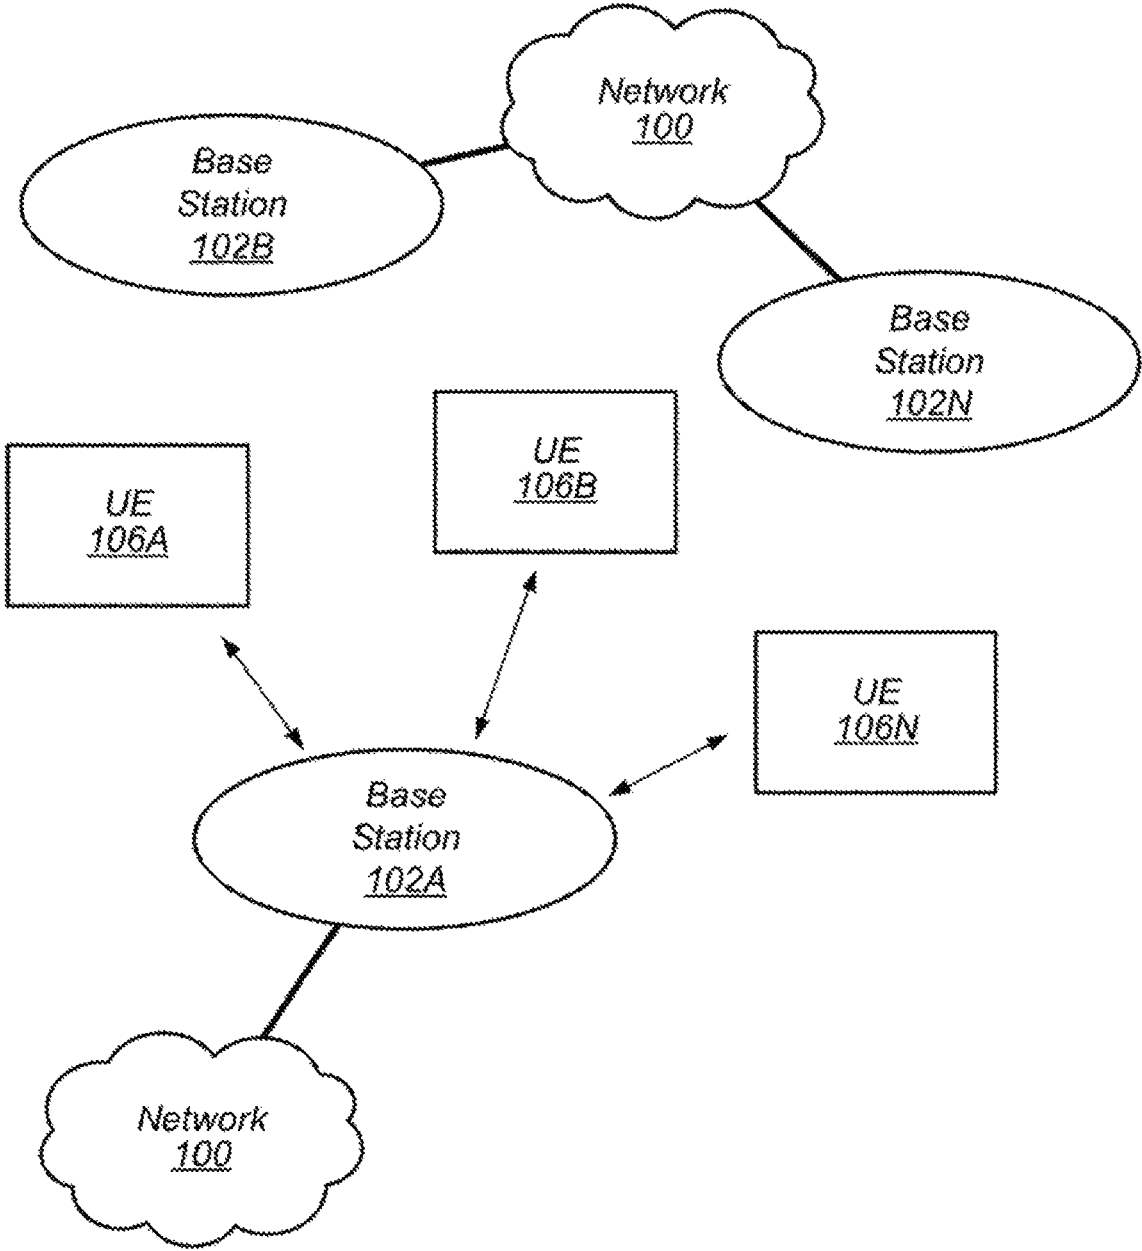 Network
100
Base
Station
102B
Base
Station
102N
UE
106B
UE
106A
UE
106N
Base
Station
102A
Network
100